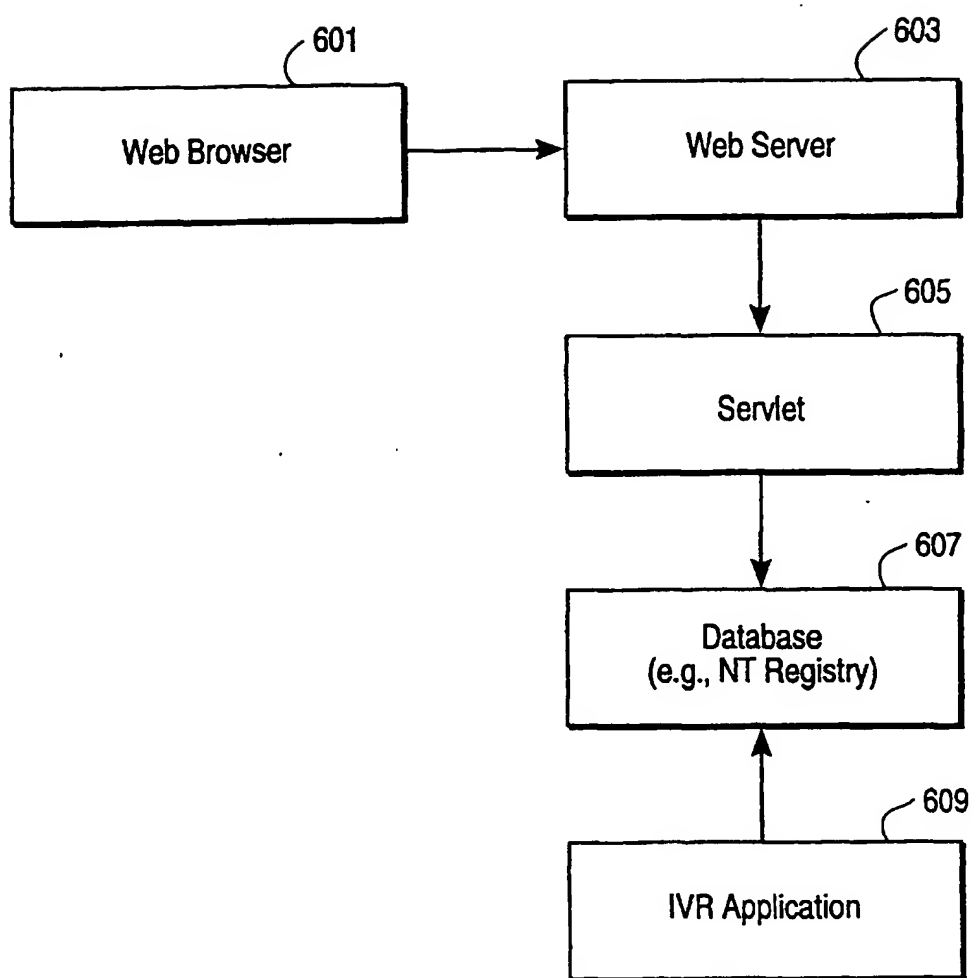 601
Web Browser
603
Web Server
605
Servlet
607
Database
(e.g., NT Registry)
609
IVR Application